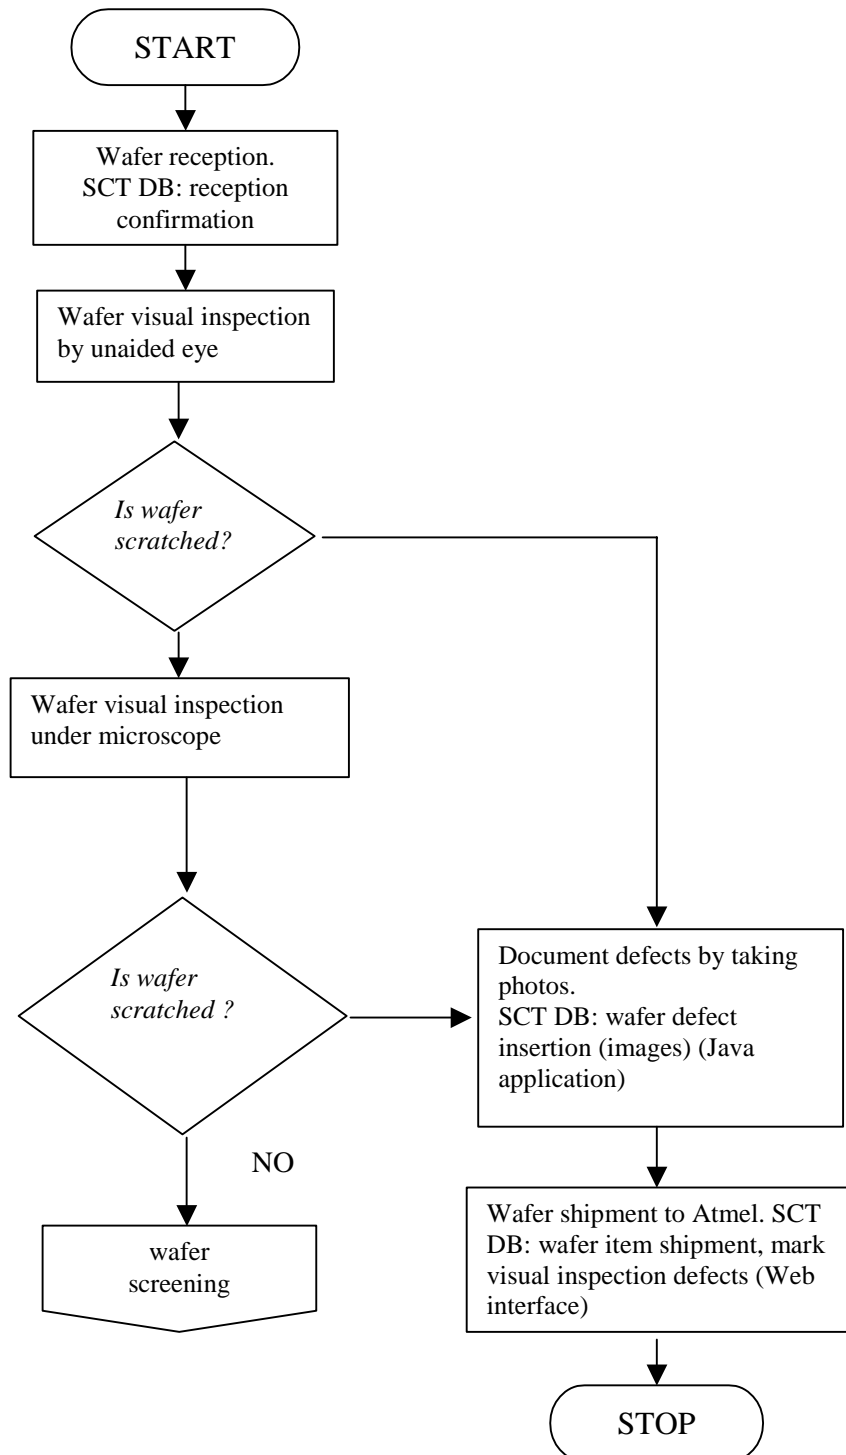 START
Wafer reception.
SCT DB: reception
confirmation
Wafer visual inspection
by unaided eye
Is wafer
scratched?
Wafer visual inspection
under microscope
Is wafer
scratched ?
Document defects by taking
photos.
SCT DB: wafer defect
insertion (images) (Java
application)
NO
wafer
screening
Wafer shipment to Atmel. SCT
DB: wafer item shipment, mark
visual inspection defects (Web
interface)
STOP